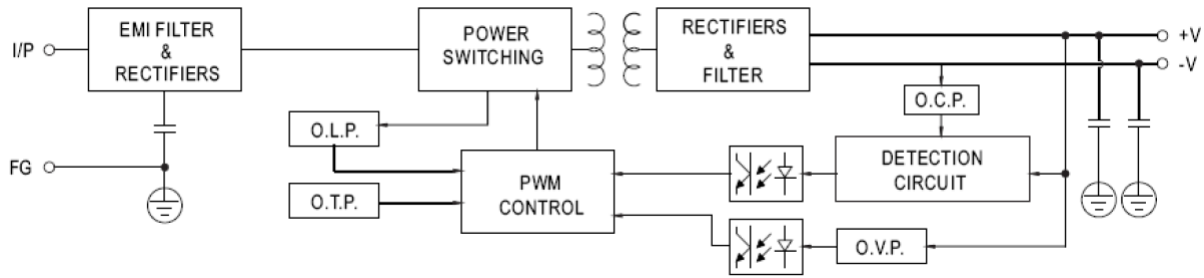 I/P
EMI FILTER
&
RECTIFIERS
POWER
SWITCHING
RECTIFIERS
&
FILTER
+V
-V
O.C.P.
O.L.P.
FG
PWM
CONTROL
DETECTION
CIRCUIT
O.T.P.
O.V.P.